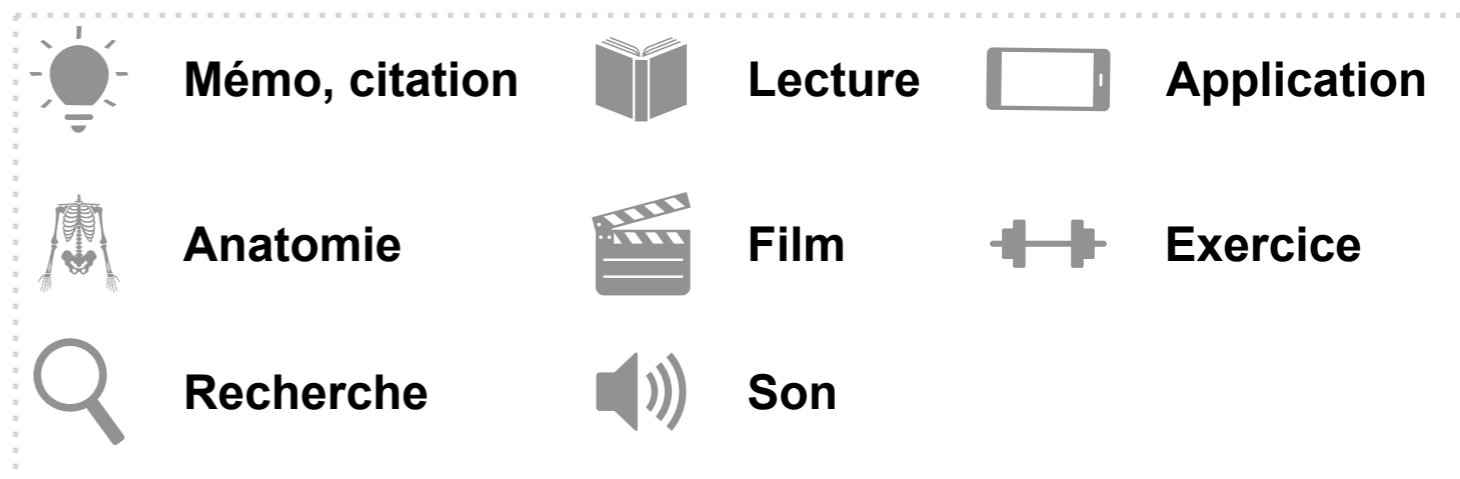 Mémo, citation
Lecture
Application
Anatomie
Film
Exercice
Recherche
Son